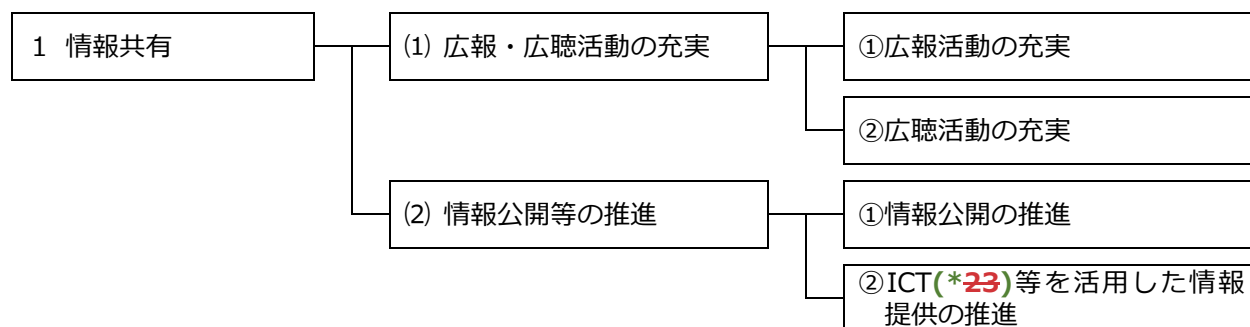 1 情報共有
⑴ 広報・広聴活動の充実
①広報活動の充実
②広聴活動の充実
⑵ 情報公開等の推進
①情報公開の推進
②ICT(*23)等を活用した情報
提供の推進